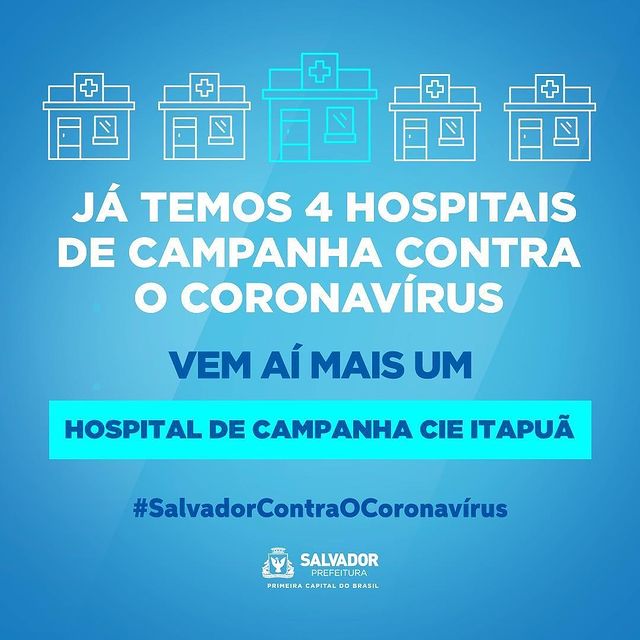 JÁ TEMOS 4 HOSPITAIS
DE CAMPANHA CONTRA
O CORONAVÍRUS
VEM AÍ MAIS UM
HOSPITAL DE CAMPANHA CIE ITAPUÃ
#SalvadorContraOCoronavírus
SALVADOR
PREFEITURA
PRIMEIRA CAPITAL DO BRASIL